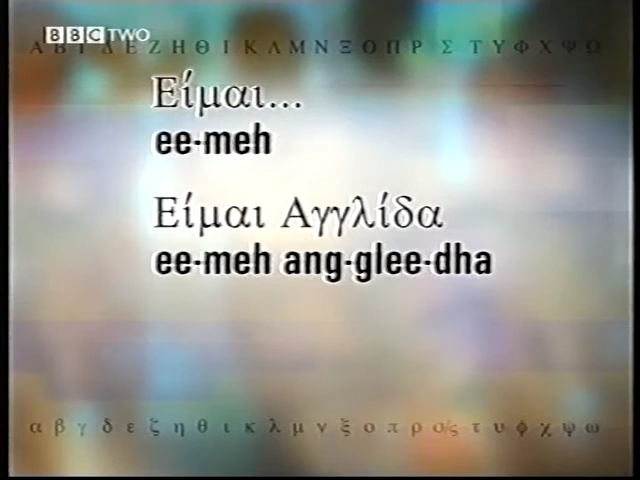 BBC TWO
Α Β Γ Δ Ε Ζ Η Θ Ι Κ Λ Μ Ν Ξ Ο Π Ρ Σ Τ Υ Φ Χ Ψ Ω
Είμαι...
ee-meh
Είμαι Αγγλίδα
ee-meh ang-glee-dha
α β γ δ ε ζ η θ ι κ λ μ ν ξ ο π ρ σ/ς τ υ φ χ ψ ω